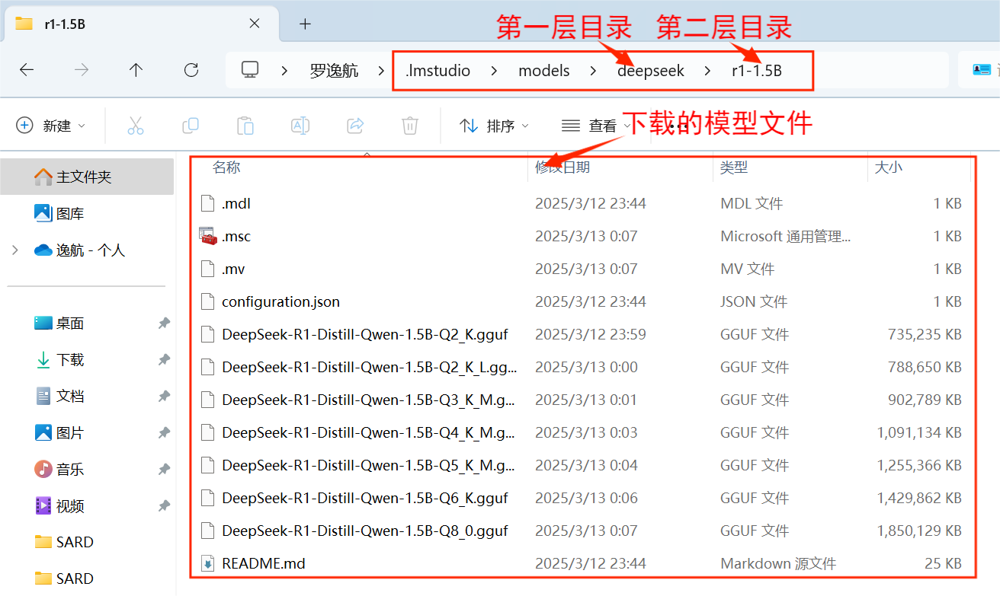 r1-1.5B
第一层目录 第二层目录
罗逸航 .lmstudio models deepseek r1-1.5B
新建 排序 查看
下载的模型文件
主文件夹
图库
逸航 - 个人
桌面
下载
文档
图片
音乐
视频
SARD
SARD
名称 修改日期 类型 大小
.mdl 2025/3/12 23:44 MDL 文件 1 KB
.msc 2025/3/13 0:07 Microsoft 通用管理... 1 KB
.mv 2025/3/13 0:07 MV 文件 1 KB
configuration.json 2025/3/12 23:44 JSON 文件 1 KB
DeepSeek-R1-Distill-Qwen-1.5B-Q2_K.gguf 2025/3/12 23:59 GGUF 文件 735,235 KB
DeepSeek-R1-Distill-Qwen-1.5B-Q2_K_L.gg... 2025/3/13 0:00 GGUF 文件 788,650 KB
DeepSeek-R1-Distill-Qwen-1.5B-Q3_K_M.g... 2025/3/13 0:01 GGUF 文件 902,789 KB
DeepSeek-R1-Distill-Qwen-1.5B-Q4_K_M.g... 2025/3/13 0:03 GGUF 文件 1,091,134 KB
DeepSeek-R1-Distill-Qwen-1.5B-Q5_K_M.g... 2025/3/13 0:04 GGUF 文件 1,255,366 KB
DeepSeek-R1-Distill-Qwen-1.5B-Q6_K.gguf 2025/3/13 0:06 GGUF 文件 1,429,862 KB
DeepSeek-R1-Distill-Qwen-1.5B-Q8_0.gguf 2025/3/13 0:07 GGUF 文件 1,850,129 KB
README.md 2025/3/12 23:44 Markdown 源文件 25 KB